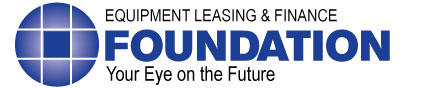 EQUIPMENT LEASING & FINANCE
FOUNDATION
Your Eye on the Future